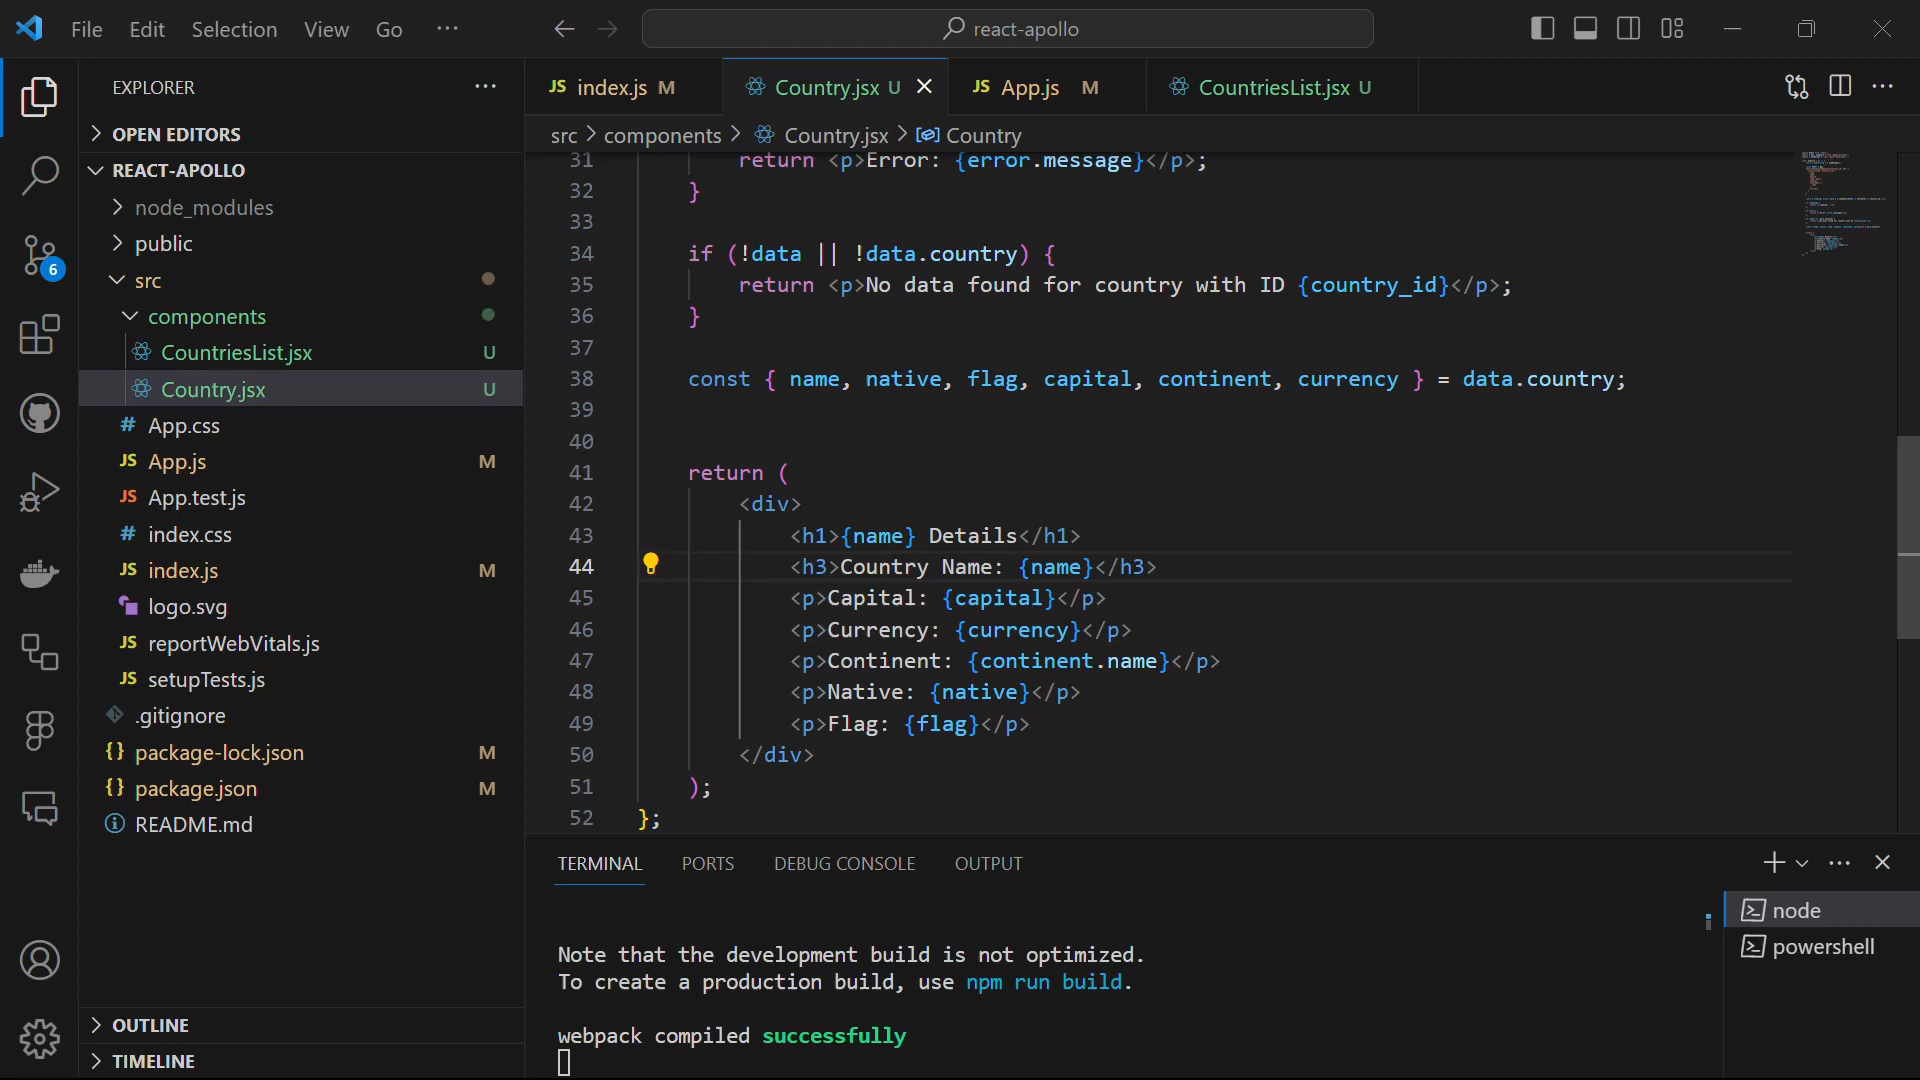 File Edit Selection View Go ···
react-apollo
EXPLORER ···
OPEN EDITORS
REACT-APOLLO
node_modules
public
src
components
CountriesList.jsx U
Country.jsx U
# App.css
JS App.js M
JS App.test.js
# index.css
JS index.js M
logo.svg
JS reportWebVitals.js
JS setupTests.js
.gitignore
{} package-lock.json M
{} package.json M
README.md
OUTLINE
TIMELINE
6
JS index.js M
Country.jsx U
JS App.js M
CountriesList.jsx U
src > components > Country.jsx > Country
31 return <p>Error: {error.message}</p>;
32 }
33
34 if (!data || !data.country) {
35 return <p>No data found for country with ID {country_id}</p>;
36 }
37
38 const { name, native, flag, capital, continent, currency } = data.country;
39
40
41 return (
42 <div>
43 <h1>{name} Details</h1>
44 <h3>Country Name: {name}</h3>
45 <p>Capital: {capital}</p>
46 <p>Currency: {currency}</p>
47 <p>Continent: {continent.name}</p>
48 <p>Native: {native}</p>
49 <p>Flag: {flag}</p>
50 </div>
51 );
52 };
TERMINAL PORTS DEBUG CONSOLE OUTPUT
Note that the development build is not optimized.
To create a production build, use npm run build.
webpack compiled successfully
node
powershell